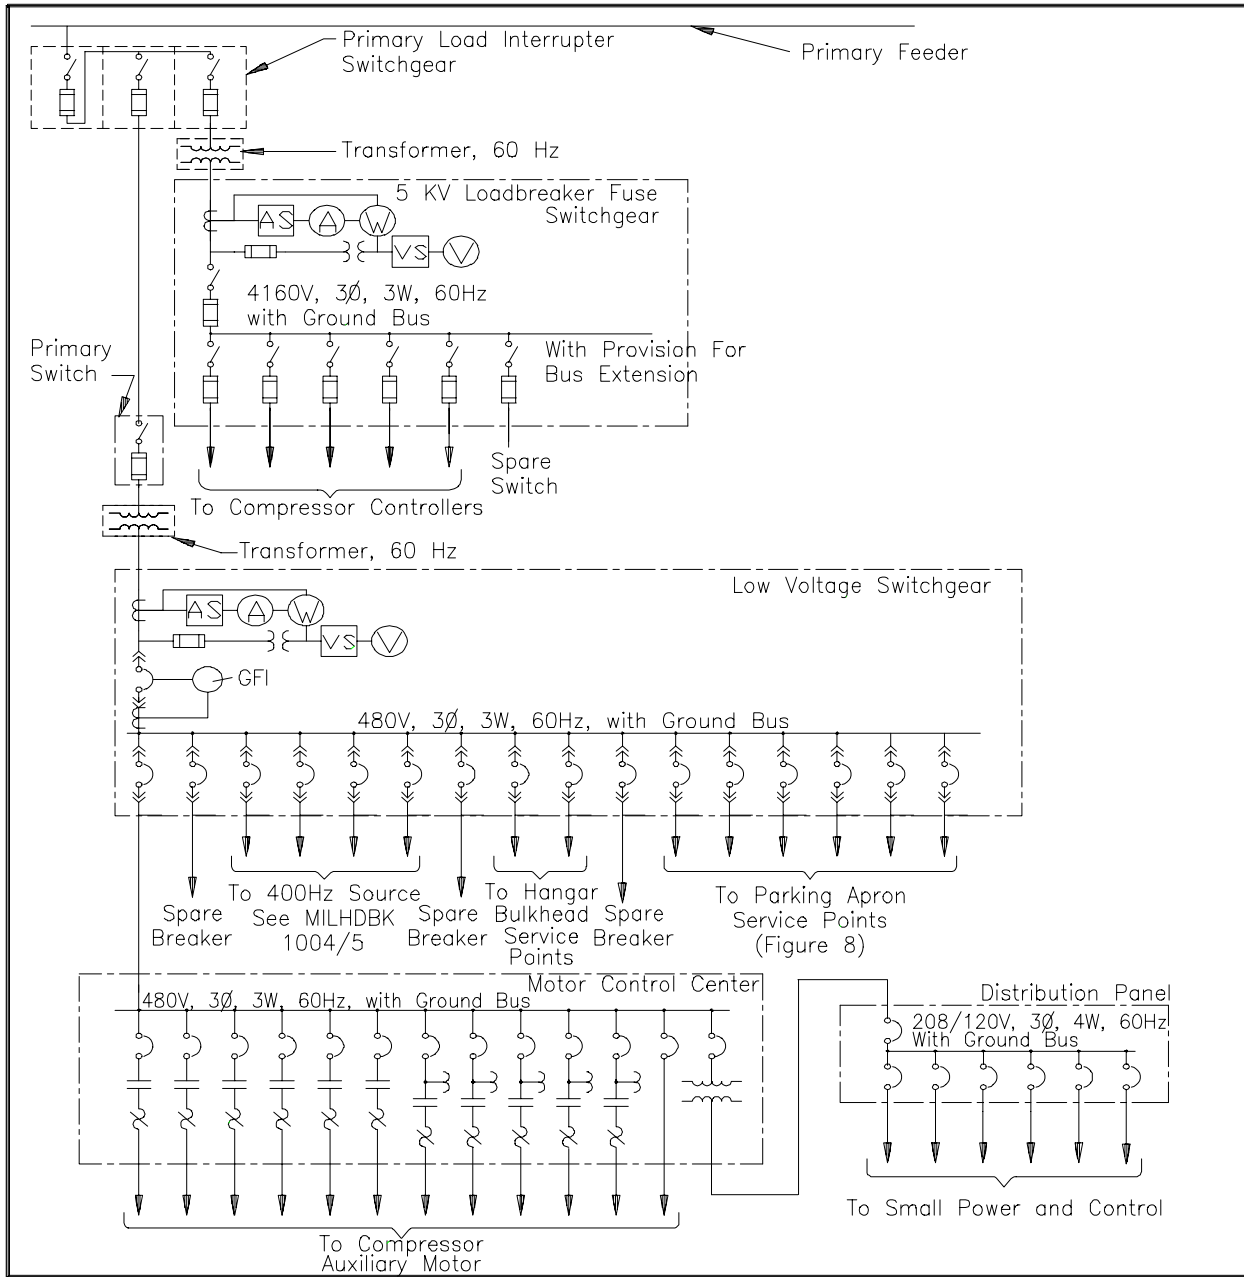 Primary Load Interrupter
Switchgear
Primary Feeder
Transformer, 60 Hz
5 KV Loadbreaker Fuse
Switchgear
AS A W
VS V
4160V, 3Ø, 3W, 60Hz
with Ground Bus
With Provision For
Bus Extension
Primary
Switch
Spare
Switch
To Compressor Controllers
Transformer, 60 Hz
Low Voltage Switchgear
AS A W
VS V
GFI
480V, 3Ø, 3W, 60Hz, with Ground Bus
Spare
Breaker
To 400Hz Source
See MILHDBK
1004/5
Spare
Breaker
To Hangar
Bulkhead
Service
Points
Spare
Breaker
To Parking Apron
Service Points
(Figure 8)
Motor Control Center
480V, 3Ø, 3W, 60Hz, with Ground Bus
Distribution Panel
208/120V, 3Ø, 4W, 60Hz
With Ground Bus
To Small Power and Control
To Compressor
Auxiliary Motor